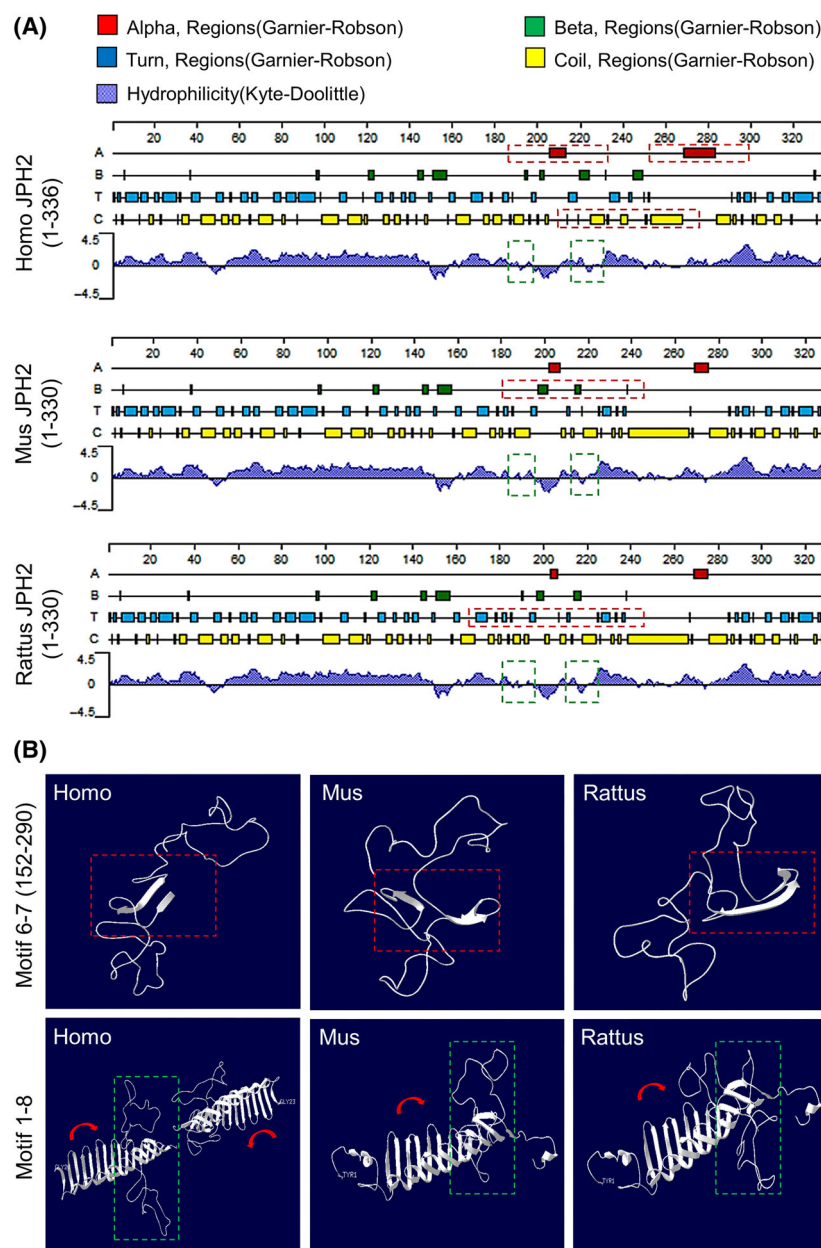 (A)
Alpha, Regions(Garnier-Robson)
Beta, Regions(Garnier-Robson)
Turn, Regions(Garnier-Robson)
Coil, Regions(Garnier-Robson)
Hydrophilicity(Kyte-Doolittle)
Homo JPH2
(1-336)
20 40 60 80 100 120 140 160 180 200 220 240 260 280 300 320
A
B
T
C
4.5
0
-4.5
Mus JPH2
(1-330)
20 40 60 80 100 120 140 160 180 200 220 240 260 280 300 320
A
B
T
C
4.5
0
-4.5
Rattus JPH2
(1-330)
20 40 60 80 100 120 140 160 180 200 220 240 260 280 300 320
A
B
T
C
4.5
0
-4.5
(B)
Motif 6-7 (152-290)
Homo
Mus
Rattus
Motif 1-8
Homo
Mus
Rattus
GLY23
TYR1
TYR1